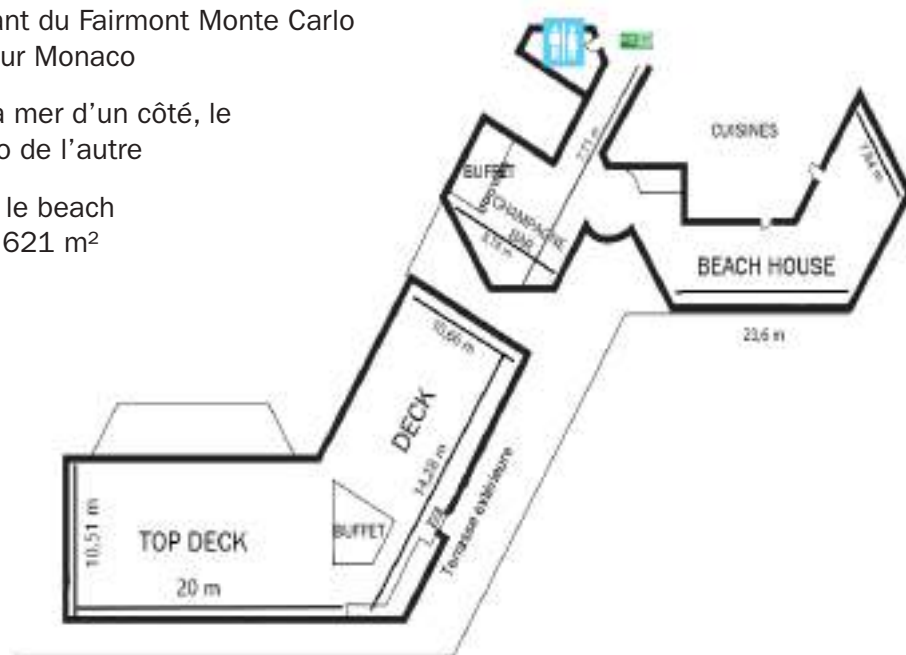 ant du Fairmont Monte Carlo
ur Monaco
a mer d’un côté, le
o de l’autre
le beach
621 m²
CUISINES
7,64 m
BUFFET
CHAMPAGNE
BAR
BEACH HOUSE
23,6 m
10,66 m
DECK
14,28 m
Terrasse extérieure
BUFFET
10,51 m
TOP DECK
20 m